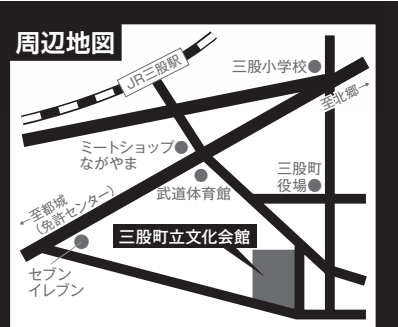 周辺地図
JR三股駅
三股小学校
至北郷→
ミートショップ
ながやま
武道体育館
三股町
役場
←至都城
(免許センター)
三股町立文化会館
セブン
イレブン